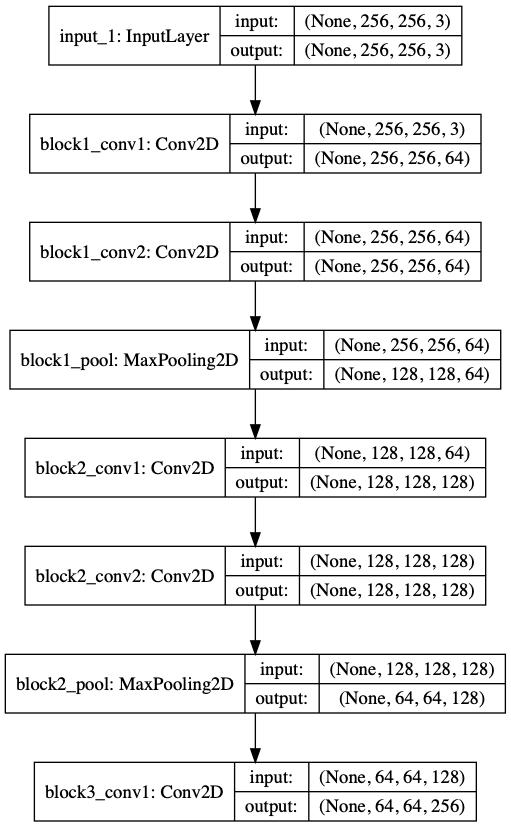 input_1: InputLayer
input: (None, 256, 256, 3)
output: (None, 256, 256, 3)
block1_conv1: Conv2D
input: (None, 256, 256, 3)
output: (None, 256, 256, 64)
block1_conv2: Conv2D
input: (None, 256, 256, 64)
output: (None, 256, 256, 64)
block1_pool: MaxPooling2D
input: (None, 256, 256, 64)
output: (None, 128, 128, 64)
block2_conv1: Conv2D
input: (None, 128, 128, 64)
output: (None, 128, 128, 128)
block2_conv2: Conv2D
input: (None, 128, 128, 128)
output: (None, 128, 128, 128)
block2_pool: MaxPooling2D
input: (None, 128, 128, 128)
output: (None, 64, 64, 128)
block3_conv1: Conv2D
input: (None, 64, 64, 128)
output: (None, 64, 64, 256)